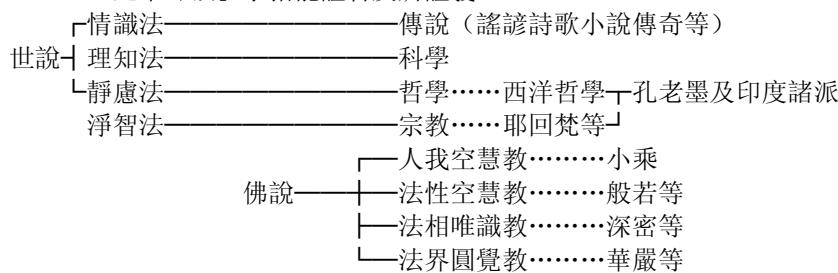 ┌情識法─────────傳說（謠諺詩歌小說傳奇等）
世說┤理知法─────────科學
└靜慮法─────────哲學……西洋哲學┬孔老墨及印度諸派
淨智法─────────宗教……耶回梵等┘
┌─人我空慧教………小乘
佛說──┼─法性空慧教………般若等
├─法相唯識教………深密等
└─法界圓覺教………華嚴等